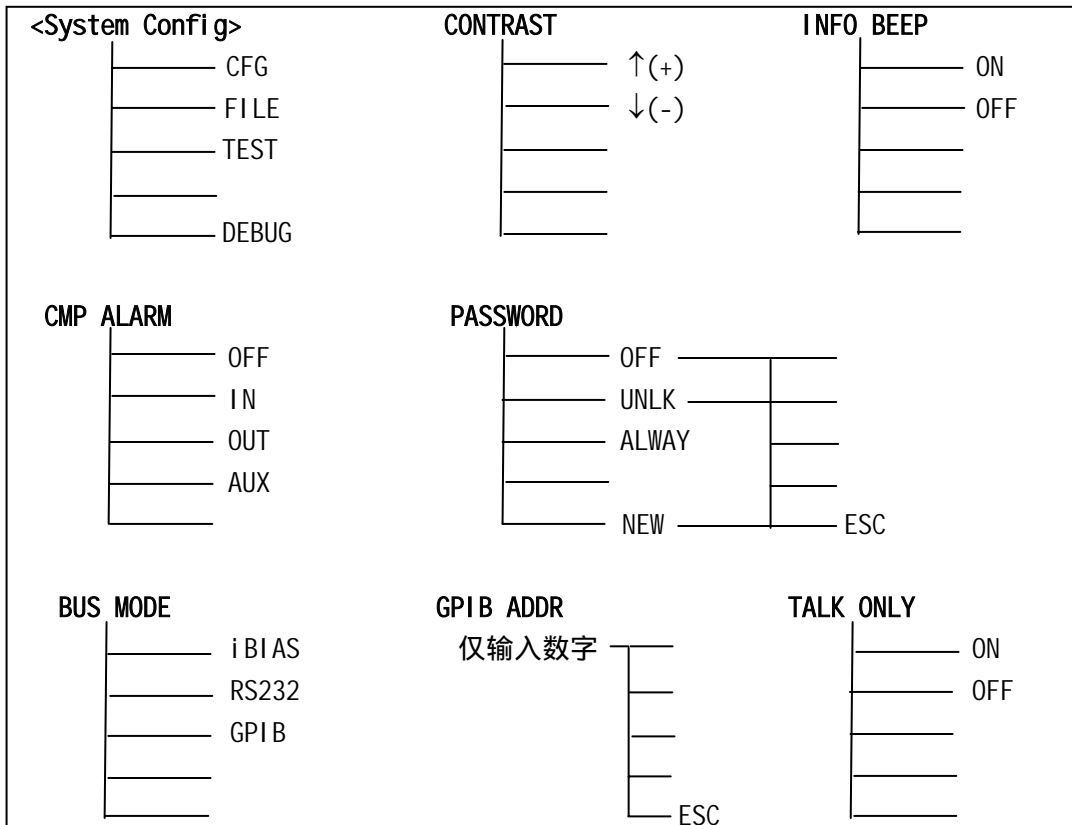 <System Config>
CFG
FILE
TEST
DEBUG
CONTRAST
↑(+)
↓(-)
INFO BEEP
ON
OFF
CMP ALARM
OFF
IN
OUT
AUX
PASSWORD
OFF
UNLK
ALWAY
NEW
ESC
BUS MODE
iBIAS
RS232
GPIB
GPIB ADDR
仅输入数字
ESC
TALK ONLY
ON
OFF